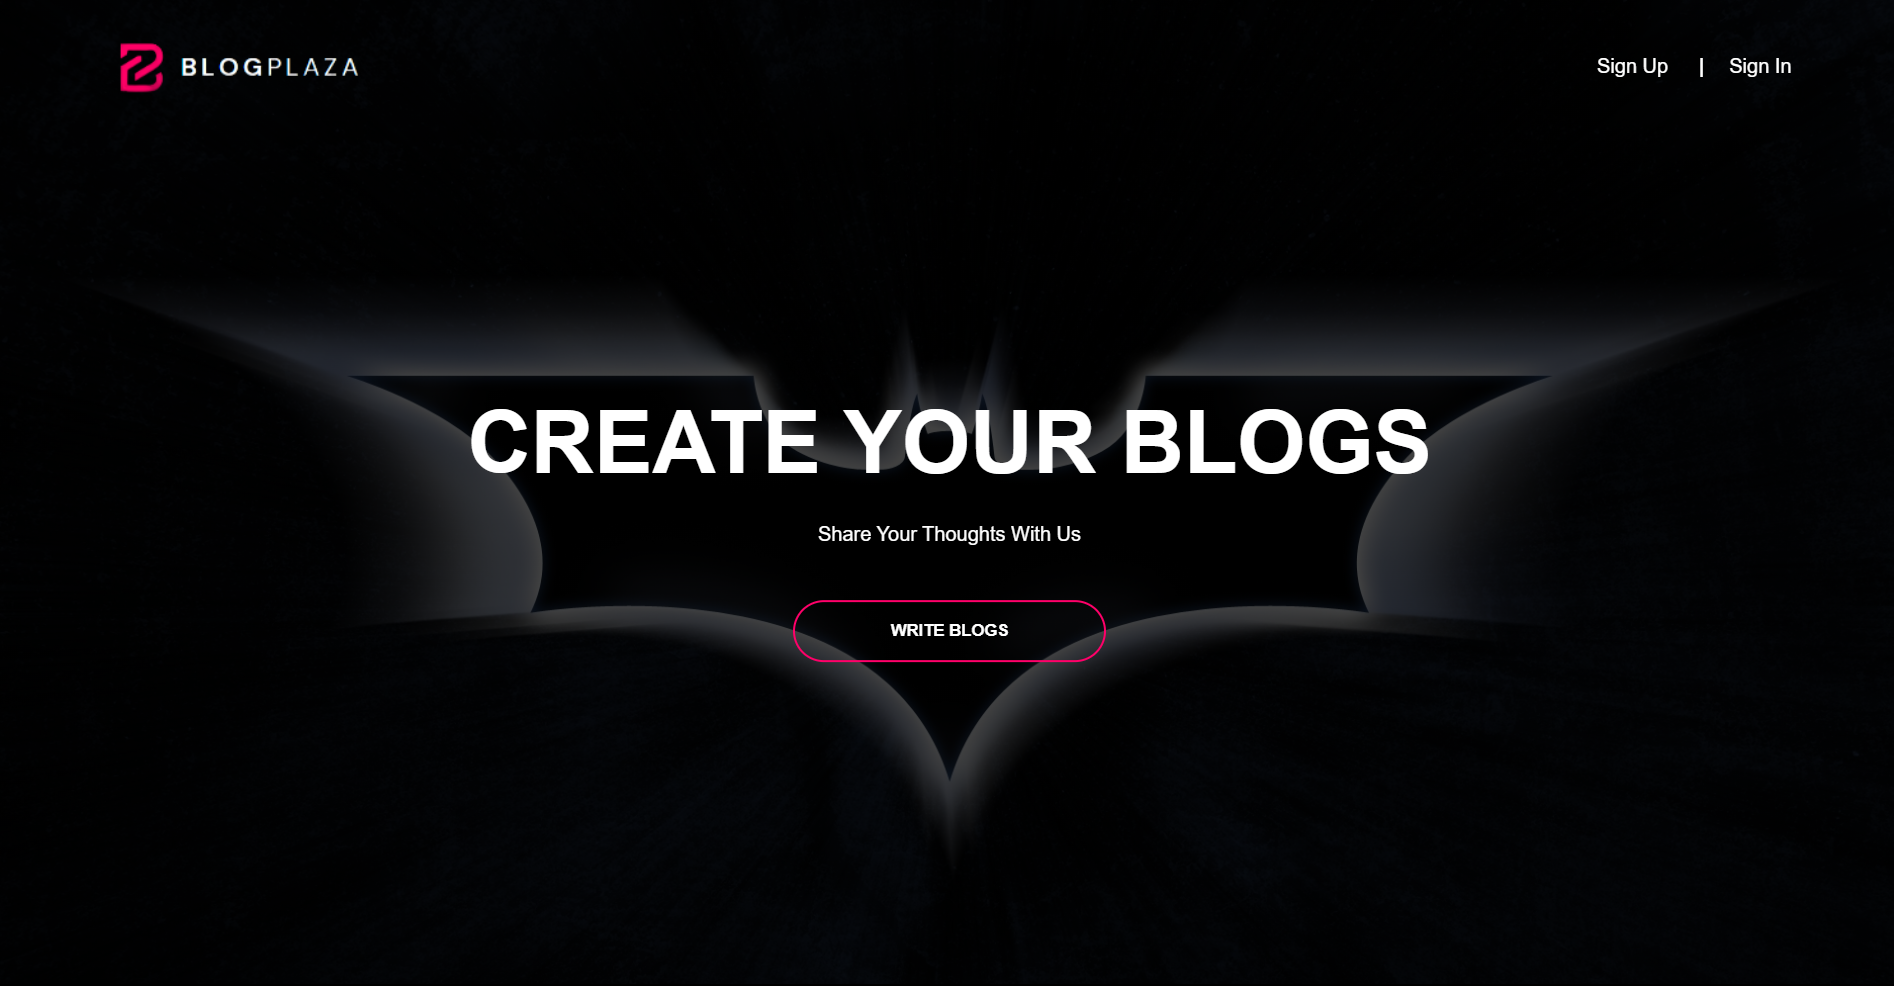 BLOGPLAZA
Sign Up | Sign In
CREATE YOUR BLOGS
Share Your Thoughts With Us
WRITE BLOGS